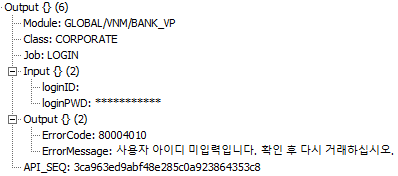 Output {} (6)
Module: GLOBAL/VNM/BANK_VP
Class: CORPORATE
Job: LOGIN
Input {} (2)
loginID:
loginPWD: ***********
Output {} (2)
ErrorCode: 80004010
ErrorMessage: 사용자 아이디 미입력입니다. 확인 후 다시 거래하십시오.
API_SEQ: 3ca963ed9abf48e285c0a923864353c8